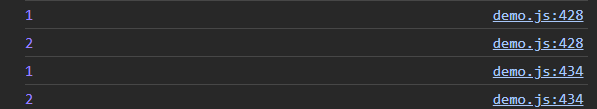 1 demo.js:428
2 demo.js:428
1 demo.js:434
2 demo.js:434